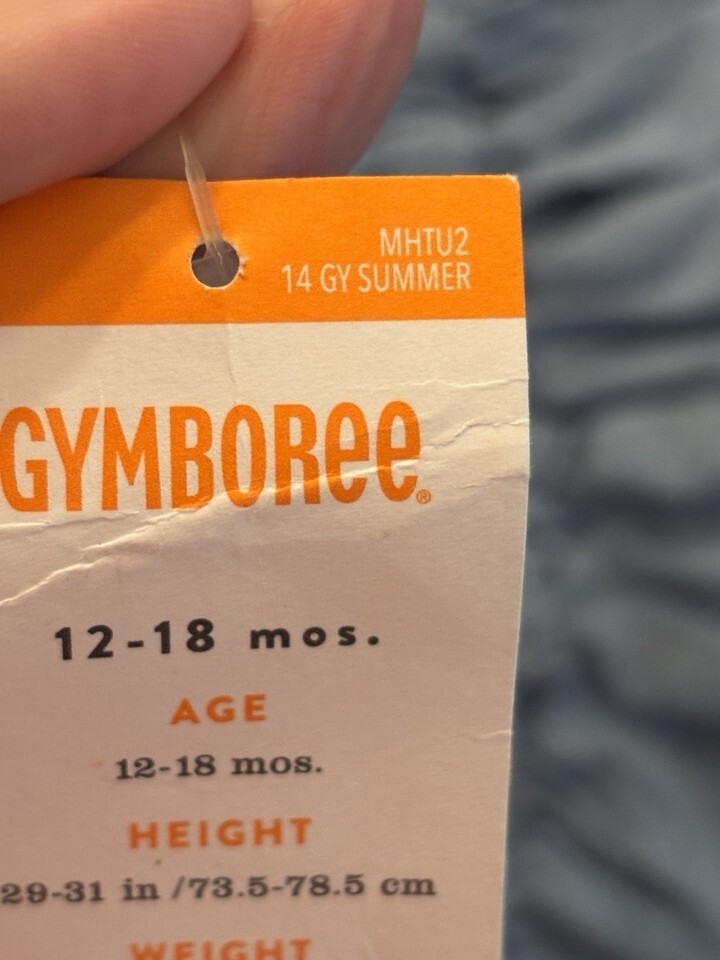 MHTU2
14 GY SUMMER
GYMBOREE®
12-18 mos.
AGE
12-18 mos.
HEIGHT
29-31 in /73.5-78.5 cm
WEIGHT